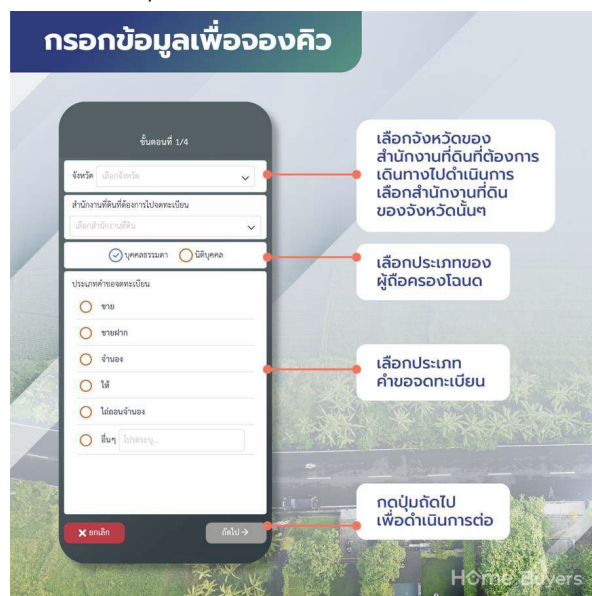 กรอกข้อมูลเพื่อจองคิว
ขั้นตอนที่ 1/4
จังหวัด เลือกจังหวัด
สำนักงานที่ดินที่ต้องการไปจดทะเบียน
เลือกสำนักงานที่ดิน
บุคคลธรรมดา นิติบุคคล
ประเภทคำขอจดทะเบียน
ขาย
ขายฝาก
จำนอง
ให้
ไถ่ถอนจำนอง
อื่นๆ โปรดระบุ...
ยกเลิก ถัดไป →
เลือกจังหวัดของ
สำนักงานที่ดินที่ต้องการ
เดินทางไปดำเนินการ
เลือกสำนักงานที่ดิน
ของจังหวัดนั้นๆ
เลือกประเภทของ
ผู้ถือครองโฉนด
เลือกประเภท
คำขอจดทะเบียน
กดปุ่มถัดไป
เพื่อดำเนินการต่อ
Home Buyers